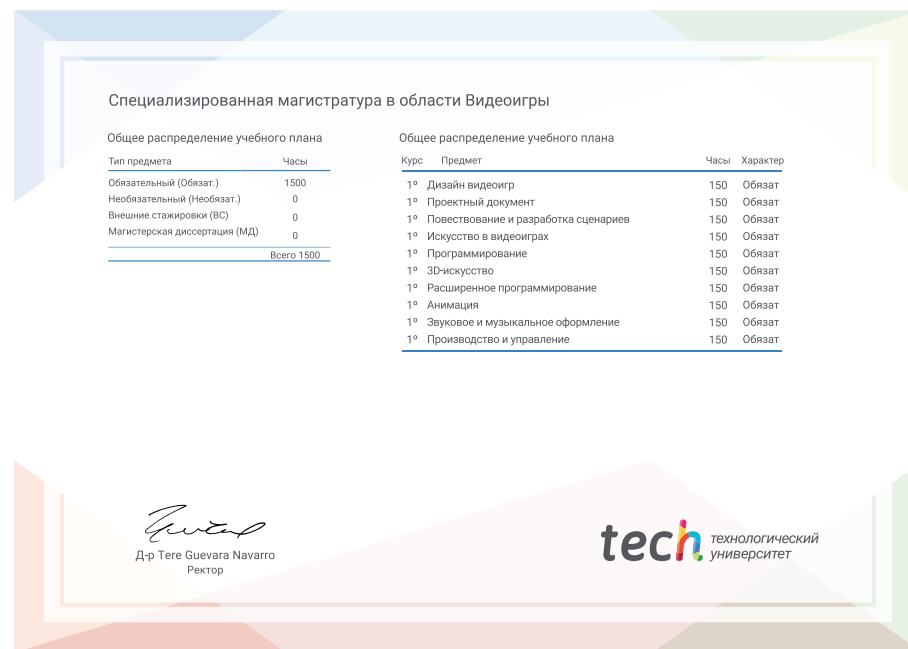 Специализированная магистратура в области Видеоигры
Общее распределение учебного плана
Тип предмета Часы
Обязательный (Обязат.) 1500
Необязательный (Необязат.) 0
Внешние стажировки (ВС) 0
Магистерская диссертация (МД) 0
Всего 1500
Общее распределение учебного плана
Курс Предмет Часы Характер
1º Дизайн видеоигр 150 Обязат
1º Проектный документ 150 Обязат
1º Повествование и разработка сценариев 150 Обязат
1º Искусство в видеоиграх 150 Обязат
1º Программирование 150 Обязат
1º 3D-искусство 150 Обязат
1º Расширенное программирование 150 Обязат
1º Анимация 150 Обязат
1º Звуковое и музыкальное оформление 150 Обязат
1º Производство и управление 150 Обязат
Д-р Tere Guevara Navarro
Ректор
tech технологический
университет